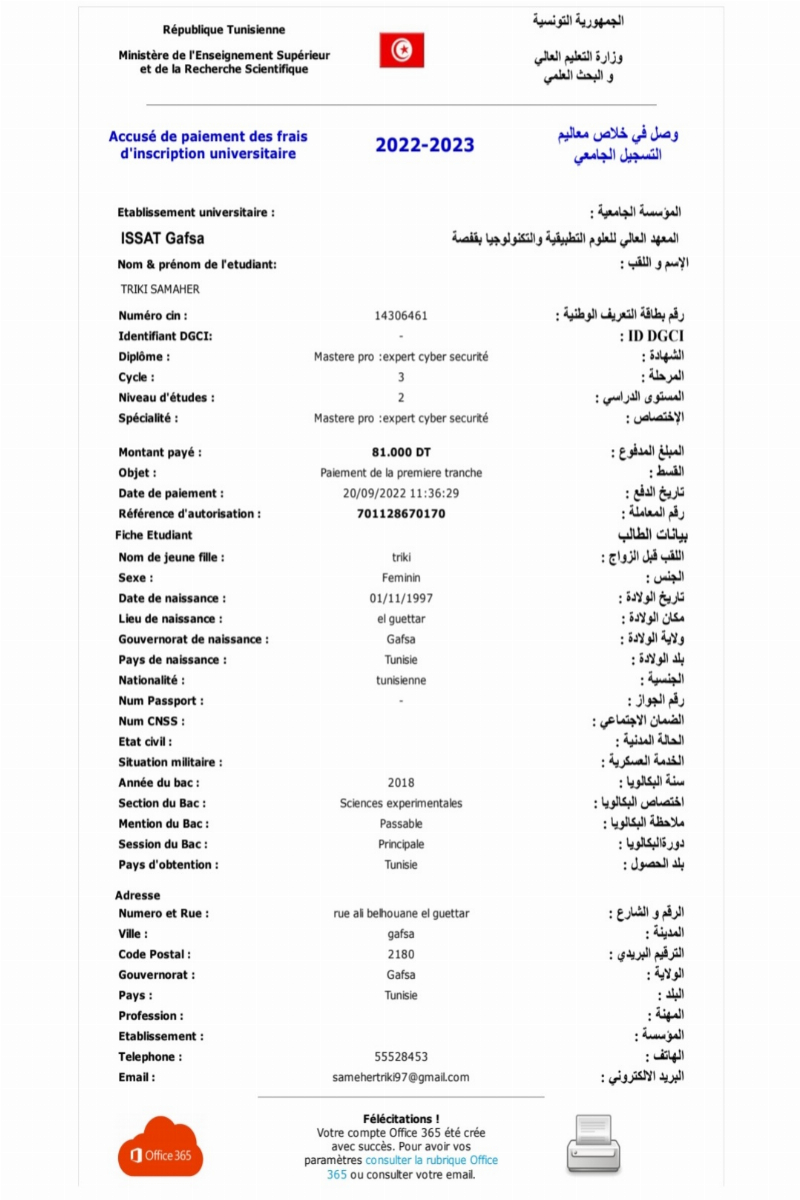 République Tunisienne
Ministère de l'Enseignement Supérieur
et de la Recherche Scientifique
الجمهورية التونسية
وزارة التعليم العالي
و البحث العلمي
Accusé de paiement des frais
d'inscription universitaire
2022-2023
وصل في خلاص معاليم
التسجيل الجامعي
Etablissement universitaire : المؤسسة الجامعية :
ISSAT Gafsa المعهد العالي للعلوم التطبيقية والتكنولوجيا بقفصة
Nom & prénom de l'etudiant: الإسم و اللقب :
TRIKI SAMAHER
Numéro cin : 14306461 رقم بطاقة التعريف الوطنية :
Identifiant DGCI: - ID DGCI :
Diplôme : Mastere pro :expert cyber securité الشهادة :
Cycle : 3 المرحلة :
Niveau d'études : 2 المستوى الدراسي :
Spécialité : Mastere pro :expert cyber securité الإختصاص :
Montant payé : 81.000 DT المبلغ المدفوع :
Objet : Paiement de la premiere tranche القسط :
Date de paiement : 20/09/2022 11:36:29 تاريخ الدفع :
Référence d'autorisation : 701128670170 رقم المعاملة :
Fiche Etudiant بيانات الطالب
Nom de jeune fille : triki اللقب قبل الزواج :
Sexe : Feminin الجنس :
Date de naissance : 01/11/1997 تاريخ الولادة :
Lieu de naissance : el guettar مكان الولادة :
Gouvernorat de naissance : Gafsa ولاية الولادة :
Pays de naissance : Tunisie بلد الولادة :
Nationalité : tunisienne الجنسية :
Num Passport : - رقم الجواز :
Num CNSS : الضمان الاجتماعي :
Etat civil : الحالة المدنية :
Situation militaire : الخدمة العسكرية :
Année du bac : 2018 سنة البكالويا :
Section du Bac : Sciences experimentales اختصاص البكالويا :
Mention du Bac : Passable ملاحظة البكالويا :
Session du Bac : Principale دورةالبكالويا :
Pays d'obtention : Tunisie بلد الحصول :
Adresse
Numero et Rue : rue ali belhouane el guettar الرقم و الشارع :
Ville : gafsa المدينة :
Code Postal : 2180 الترقيم البريدي :
Gouvernorat : Gafsa الولاية :
Pays : Tunisie البلد :
Profession : المهنة :
Etablissement : المؤسسة :
Telephone : 55528453 الهاتف :
Email : samehertriki97@gmail.com البريد الالكتروني :
Office 365
Félécitations !
Votre compte Office 365 été crée
avec succès. Pour avoir vos
paramètres consulter la rubrique Office
365 ou consulter votre email.